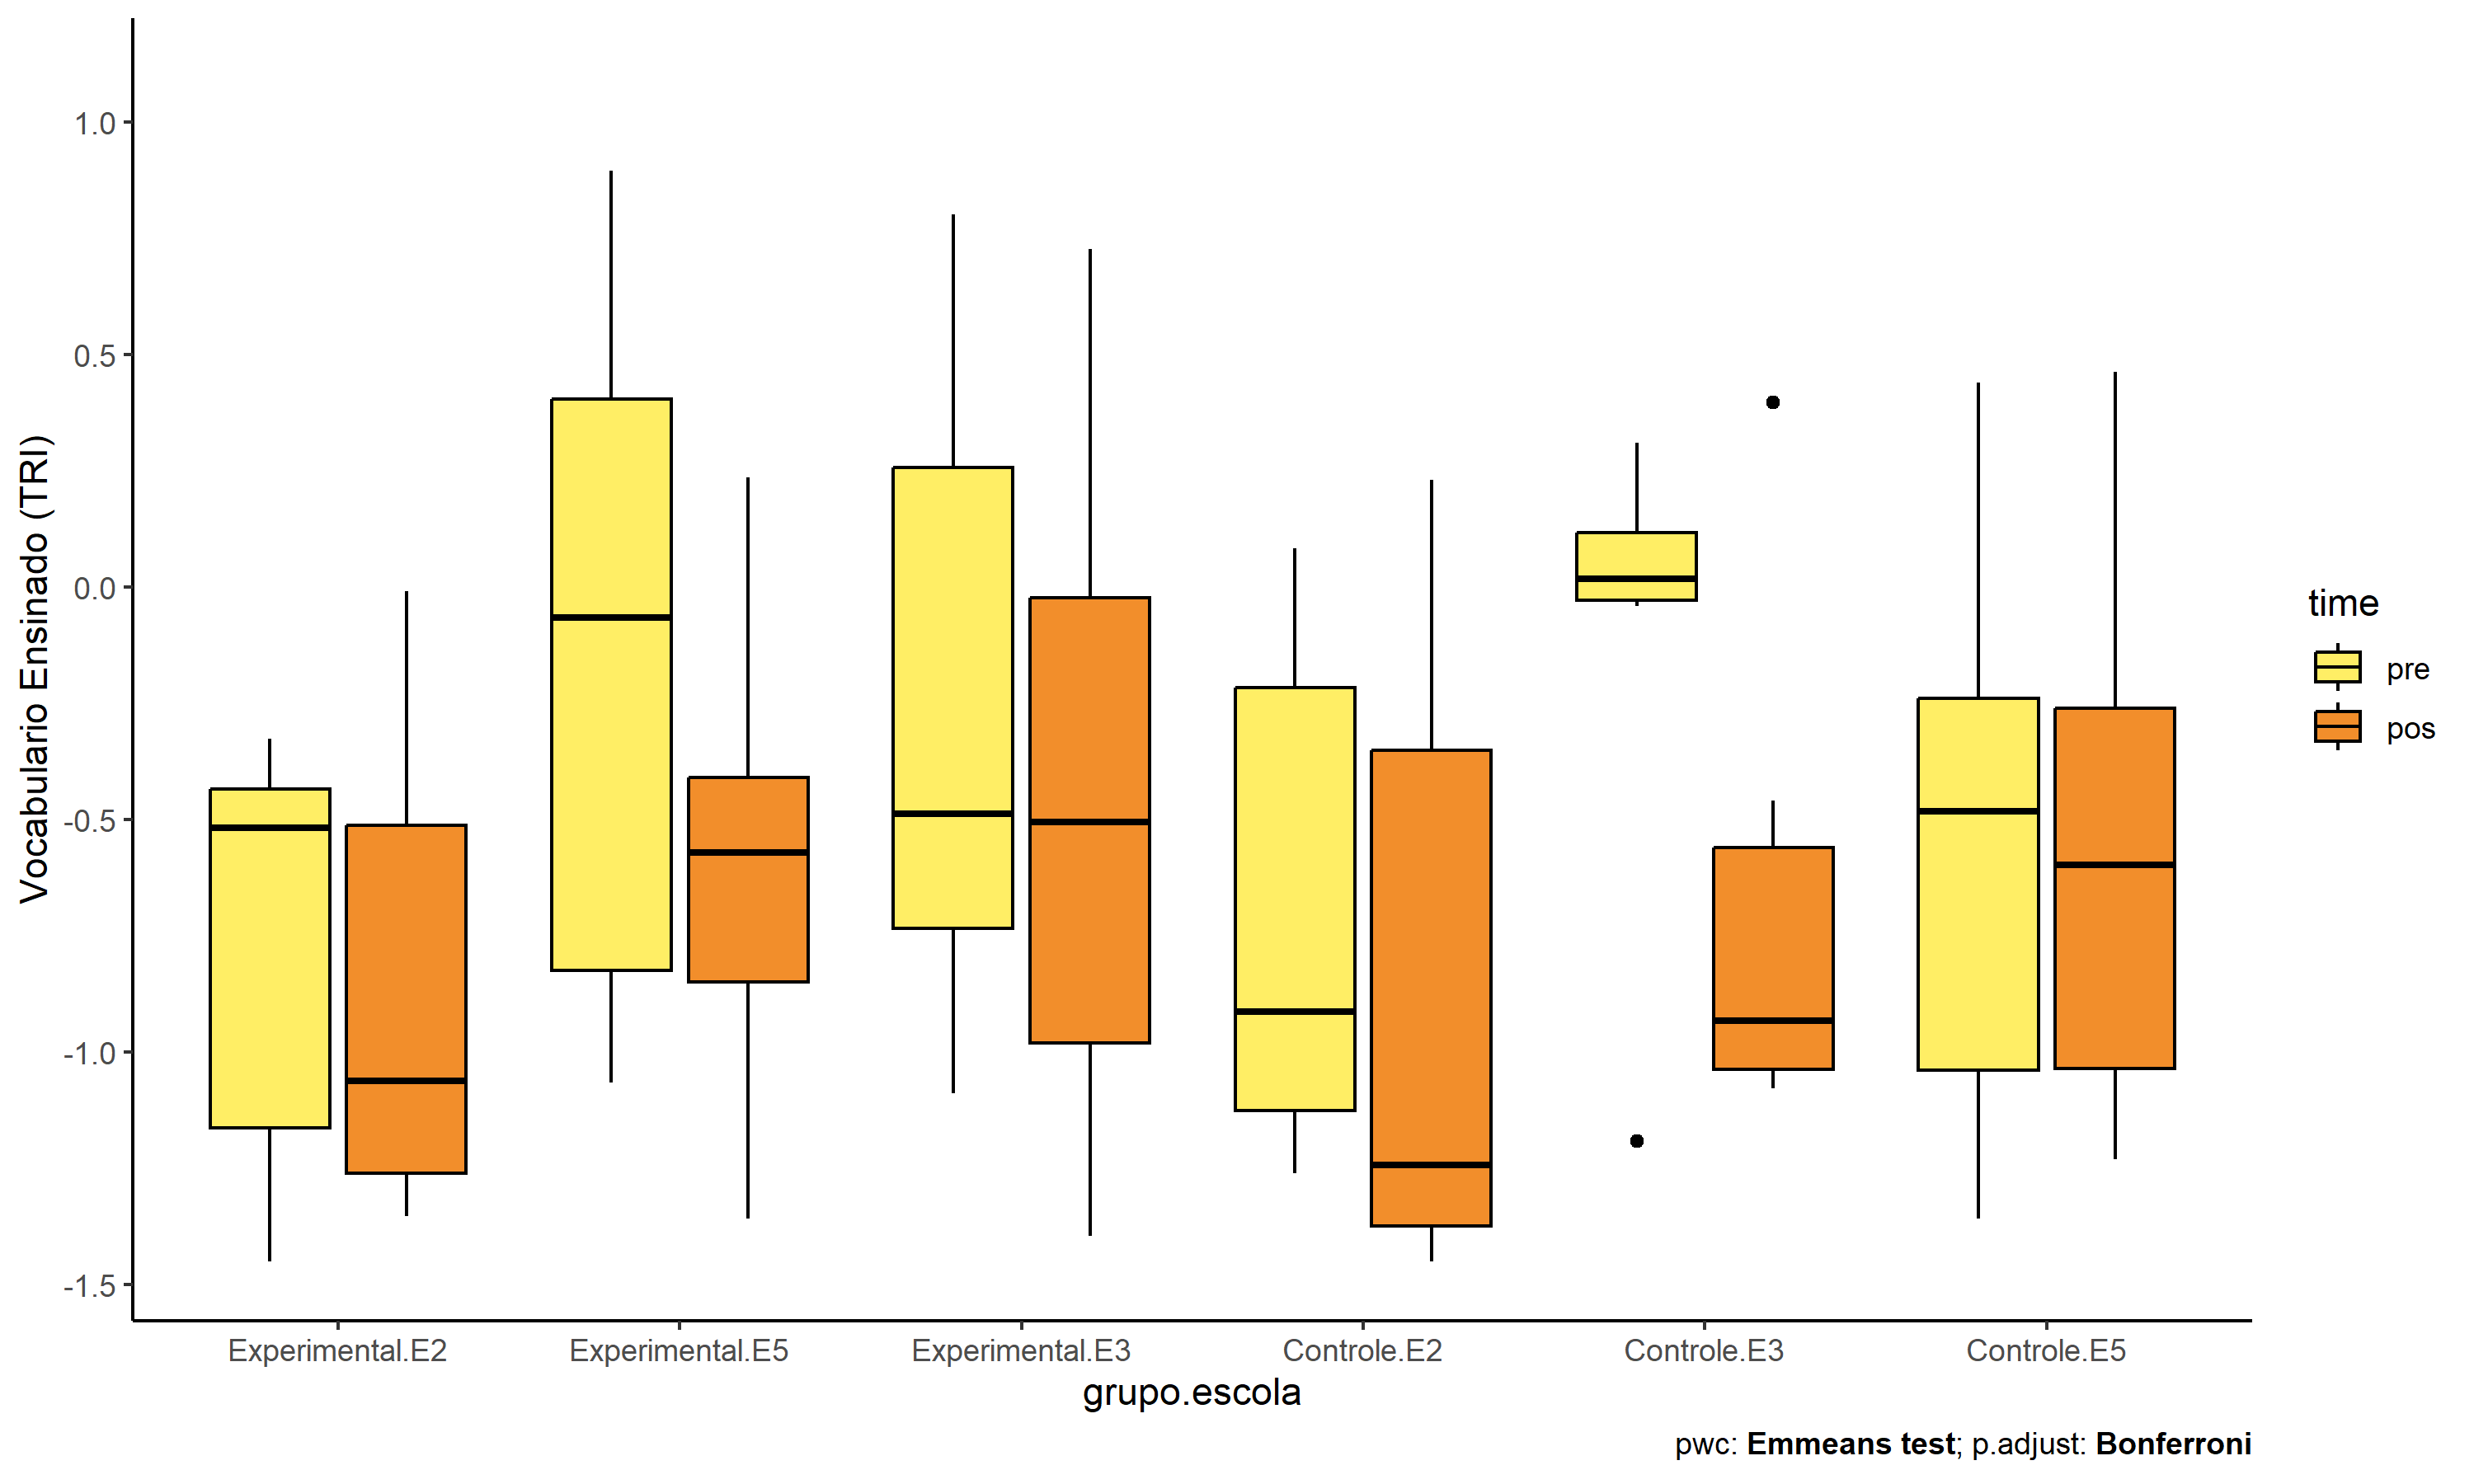 Vocabulario Ensinado (TRI)
1.0
0.5
0.0
-0.5
-1.0
-1.5
Experimental.E2
Experimental.E5
Experimental.E3
Controle.E2
Controle.E3
Controle.E5
grupo.escola
time
pre
pos
pwc: Emmeans test; p.adjust: Bonferroni